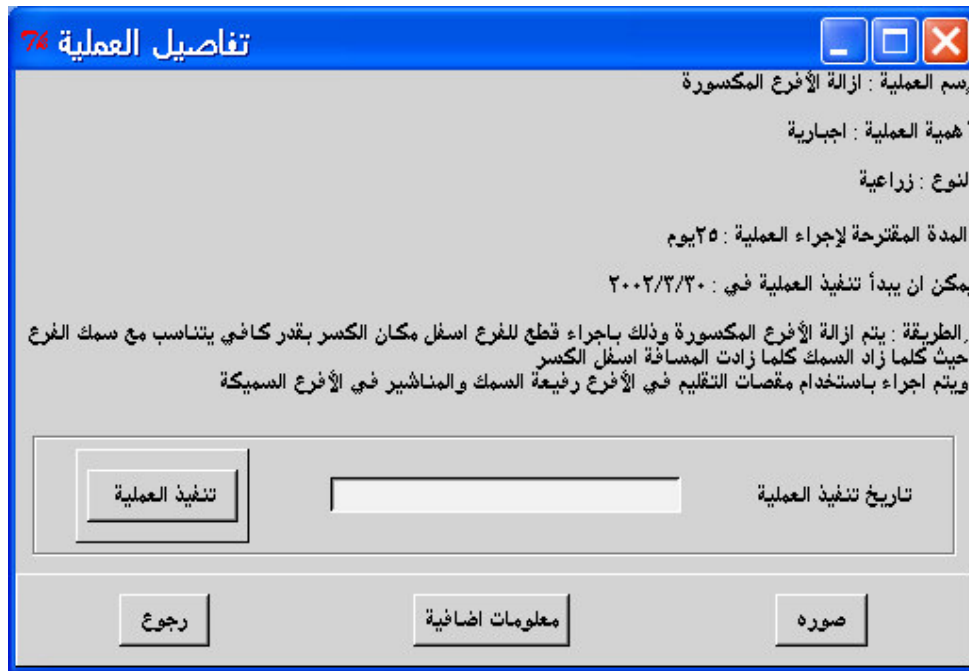 تفاصيل العملية
إسم العملية : ازالة الأفرع المكسورة
أهمية العملية : اجبارية
النوع : زراعية
المدة المقترحة لإجراء العملية : ٢٥يوم
يمكن ان يبدأ تنفيذ العملية في : ٢٠٠٢/٣/٣٠
الطريقة : يتم ازالة الأفرع المكسورة وذلك باجراء قطع للفرع اسفل مكان الكسر بقدر كافي يتناسب مع سمك الفرع
حيث كلما زاد السمك كلما زادت المسافة اسفل الكسر
ويتم اجراء باستخدام مقصات التقليم في الأفرع رفيعة السمك والمناشير في الأفرع السميكة
تاريخ تنفيذ العملية
تنفيذ العملية
صوره
معلومات اضافية
رجوع